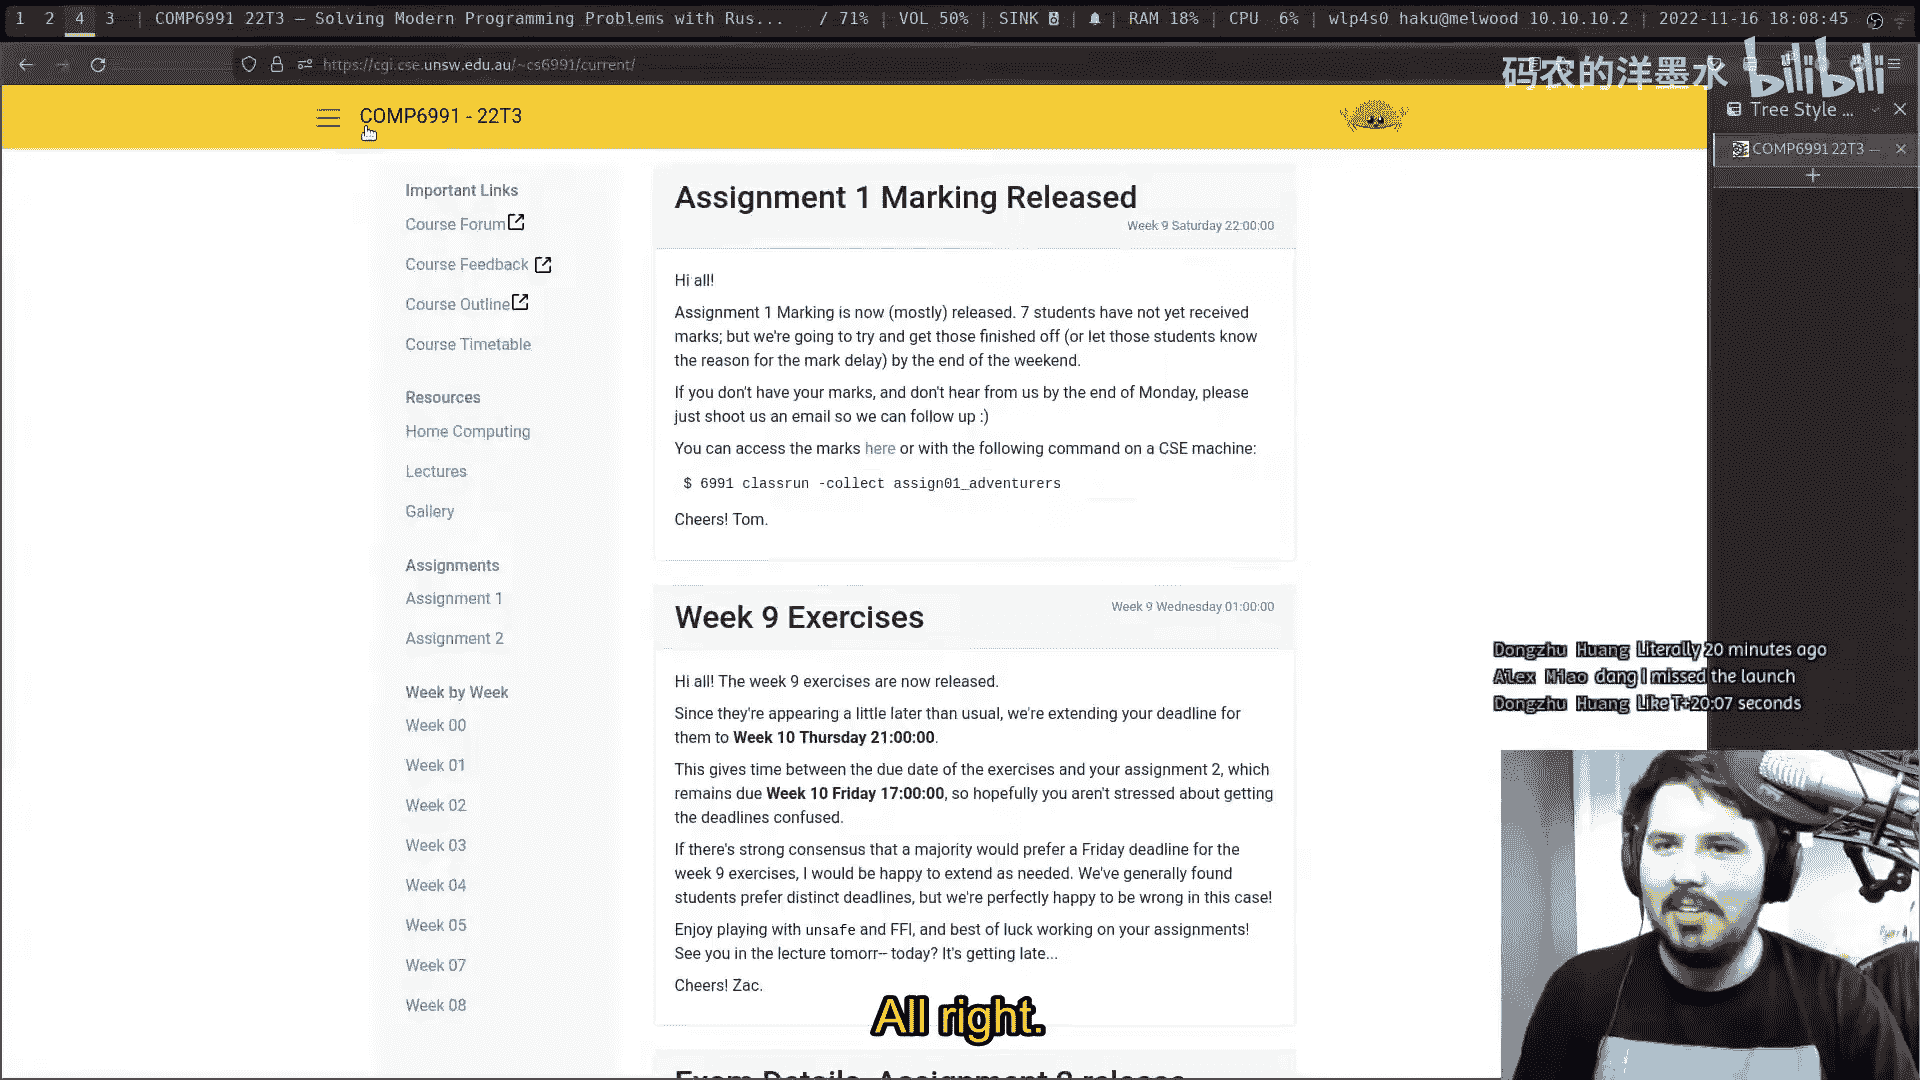 1 2 4 3 | COMP6991 22T3 — Solving Modern Programming Problems with Rus... / 71% | VOL 50% | SINK | | RAM 18% | CPU 6% | wlp4s0 haku@melwood 10.10.10.2 | 2022-11-16 18:08:45
https://cgi.cse.unsw.edu.au/~cs6991/current/
码农的洋墨水 bilibili
Tree Style ...
COMP6991 22T3 —
COMP6991 - 22T3
Important Links
Course Forum
Course Feedback
Course Outline
Course Timetable
Resources
Home Computing
Lectures
Gallery
Assignments
Assignment 1
Assignment 2
Week by Week
Week 00
Week 01
Week 02
Week 03
Week 04
Week 05
Week 07
Week 08
Assignment 1 Marking Released
Week 9 Saturday 22:00:00
Hi all!
Assignment 1 Marking is now (mostly) released. 7 students have not yet received
marks; but we're going to try and get those finished off (or let those students know
the reason for the mark delay) by the end of the weekend.
If you don't have your marks, and don't hear from us by the end of Monday, please
just shoot us an email so we can follow up :)
You can access the marks here or with the following command on a CSE machine:
$ 6991 classrun -collect assign01_adventurers
Cheers! Tom.
Week 9 Exercises
Week 9 Wednesday 01:00:00
Hi all! The week 9 exercises are now released.
Since they're appearing a little later than usual, we're extending your deadline for
them to Week 10 Thursday 21:00:00.
This gives time between the due date of the exercises and your assignment 2, which
remains due Week 10 Friday 17:00:00, so hopefully you aren't stressed about getting
the deadlines confused.
If there's strong consensus that a majority would prefer a Friday deadline for the
week 9 exercises, I would be happy to extend as needed. We've generally found
students prefer distinct deadlines, but we're perfectly happy to be wrong in this case!
Enjoy playing with unsafe and FFI, and best of luck working on your assignments!
See you in the lecture tomorr-- today? It's getting late...
Cheers! Zac.
Exam Details, Assignment 2 release
Dongzhu Huang Literally 20 minutes ago
Alex Miao dang I missed the launch
Dongzhu Huang Like T+20:07 seconds
All right.